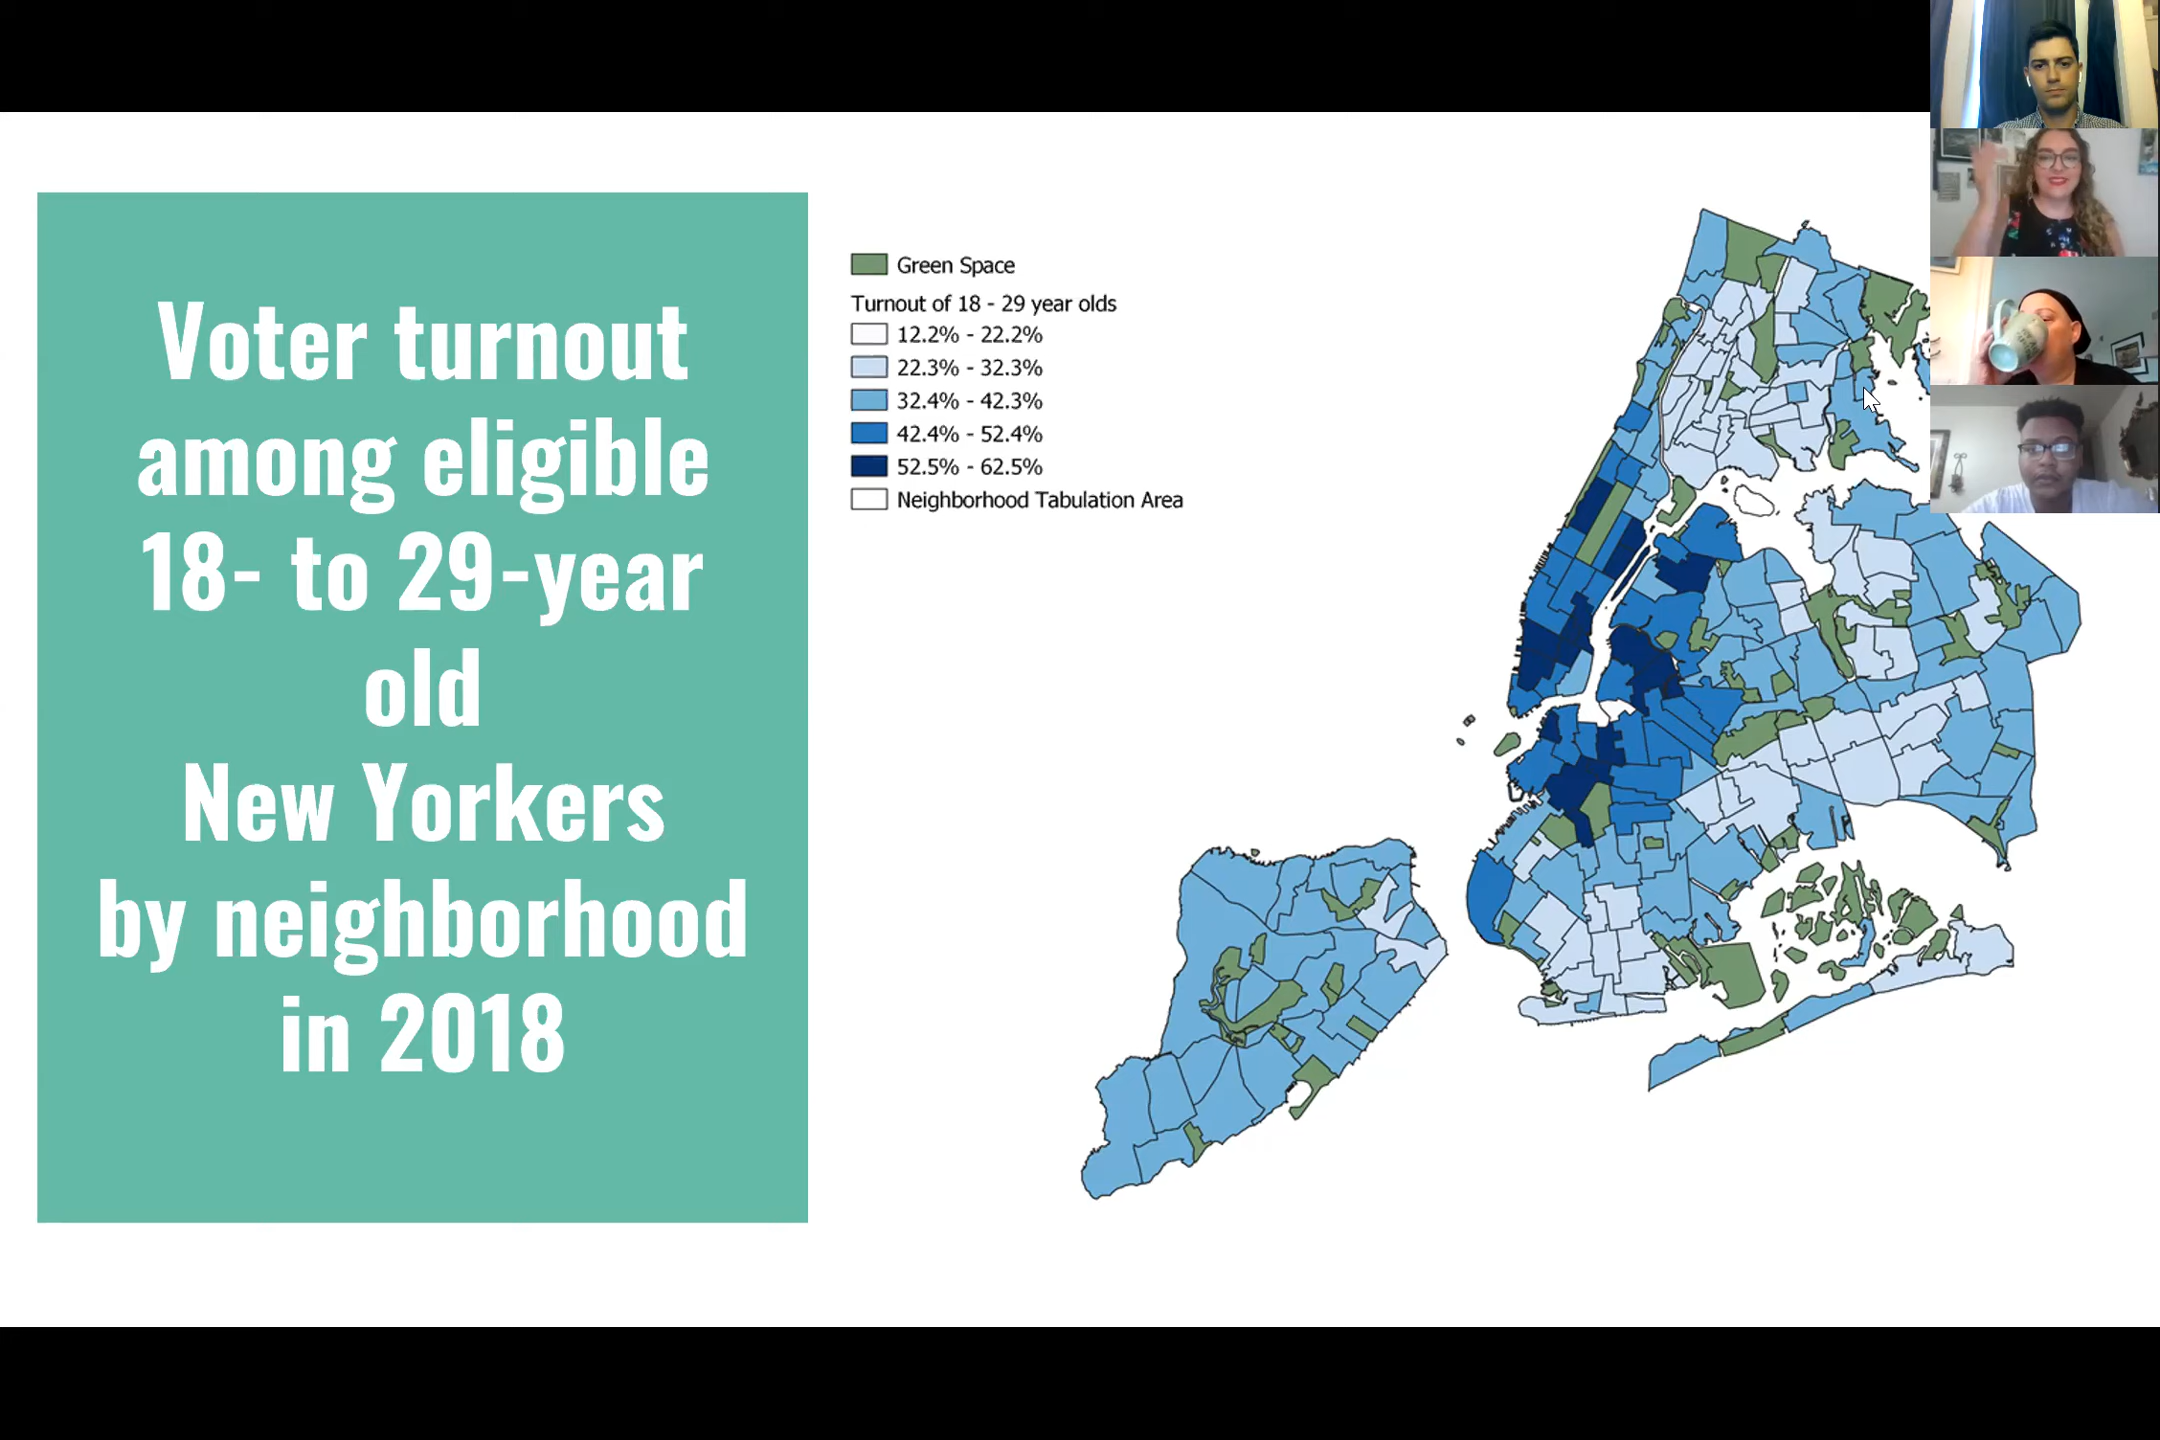 Voter turnout
among eligible
18- to 29-year
old
New Yorkers
by neighborhood
in 2018
Green Space
Turnout of 18 - 29 year olds
12.2% - 22.2%
22.3% - 32.3%
32.4% - 42.3%
42.4% - 52.4%
52.5% - 62.5%
Neighborhood Tabulation Area